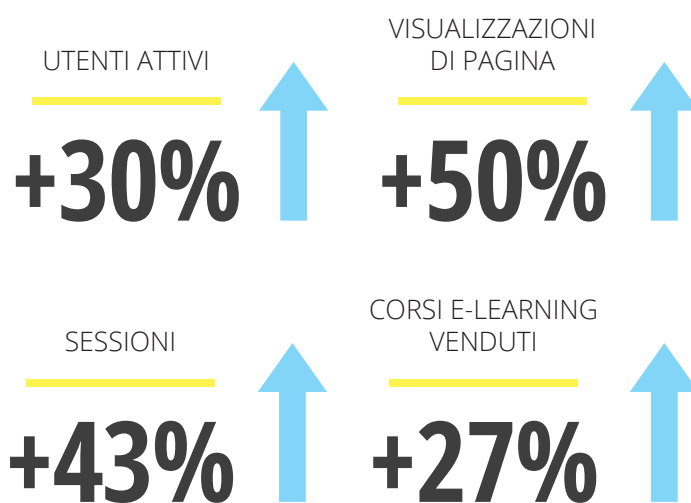 UTENTI ATTIVI
+30%
VISUALIZZAZIONI
DI PAGINA
+50%
SESSIONI
+43%
CORSI E-LEARNING
VENDUTI
+27%